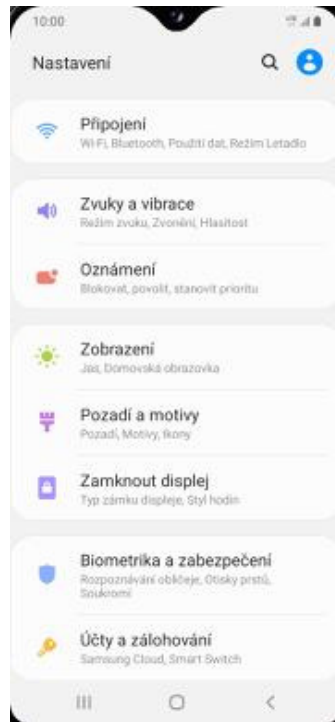 10:00
Nastavení
Připojení
Wi-Fi, Bluetooth, Použití dat, Režim Letadlo
Zvuky a vibrace
Režim zvuku, Zvonění, Hlasitost
Oznámení
Blokovat, povolit, stanovit prioritu
Zobrazení
Jas, Domovská obrazovka
Pozadí a motivy
Pozadí, Motivy, Ikony
Zamknout displej
Typ zámku displeje, Styl hodin
Biometrika a zabezpečení
Rozpoznávání obličeje, Otisky prstů,
Soukromí
Účty a zálohování
Samsung Cloud, Smart Switch